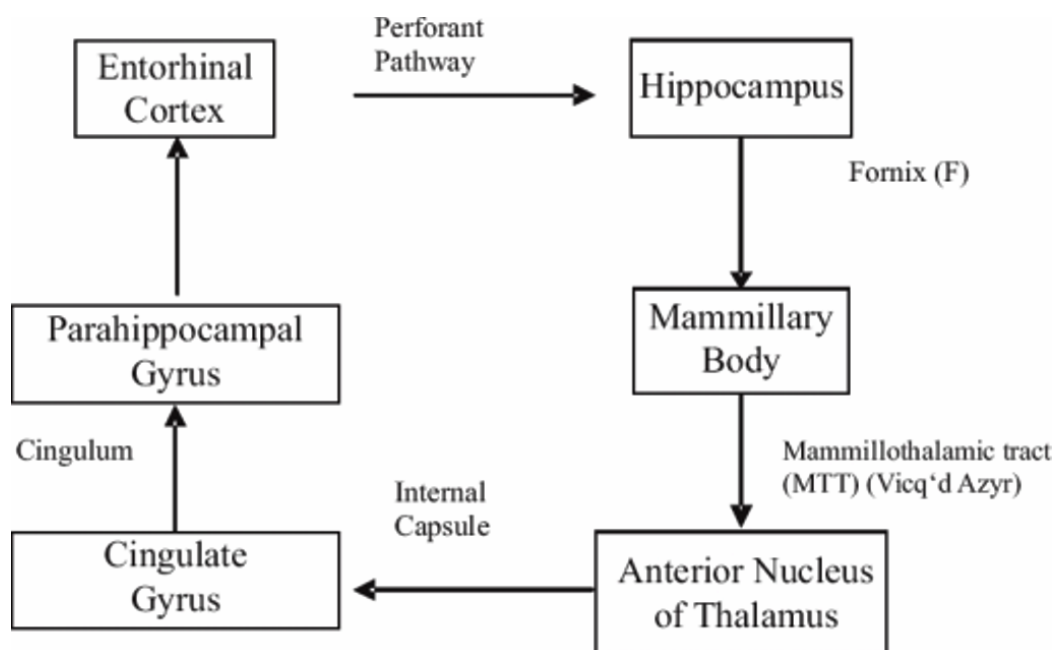 Entorhinal
Cortex
Perforant
Pathway
Hippocampus
Fornix (F)
Parahippocampal
Gyrus
Mammillary
Body
Cingulum
Mammillothalamic tract
(MTT) (Vicq‘d Azyr)
Internal
Capsule
Cingulate
Gyrus
Anterior Nucleus
of Thalamus